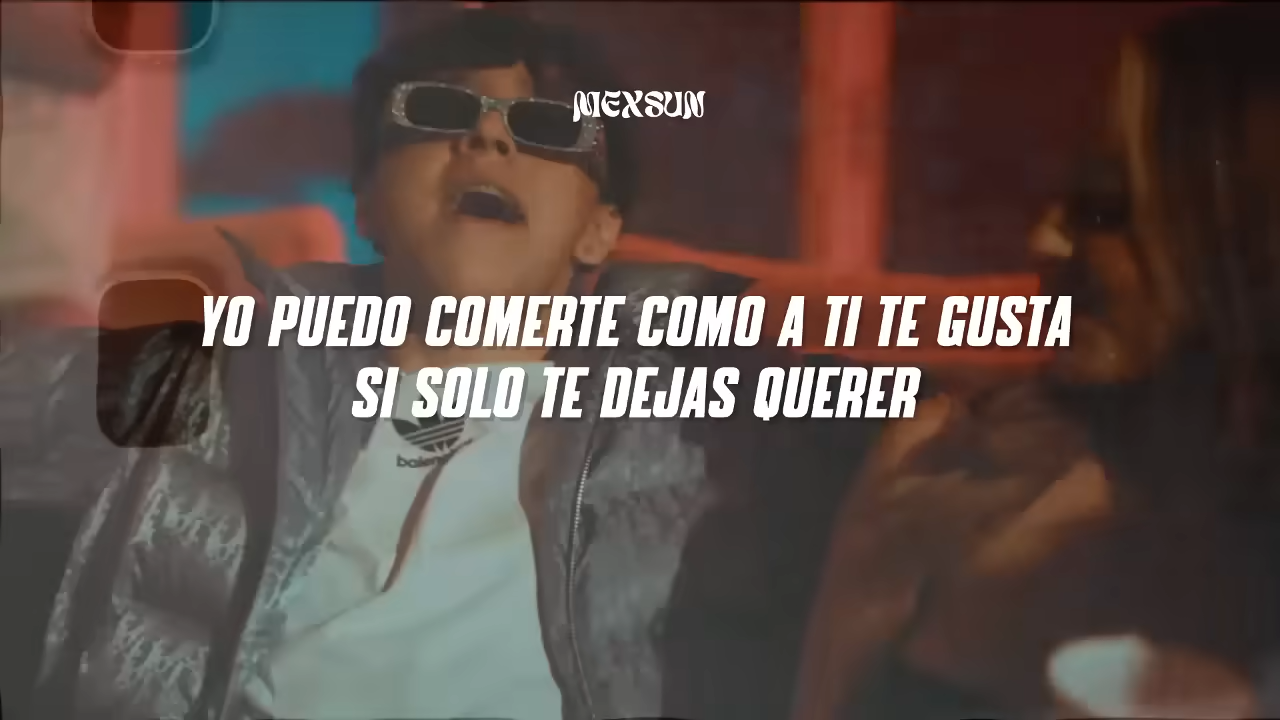 MEXSUN
YO PUEDO COMERTE COMO A TI TE GUSTA
SI SOLO TE DEJAS QUERER